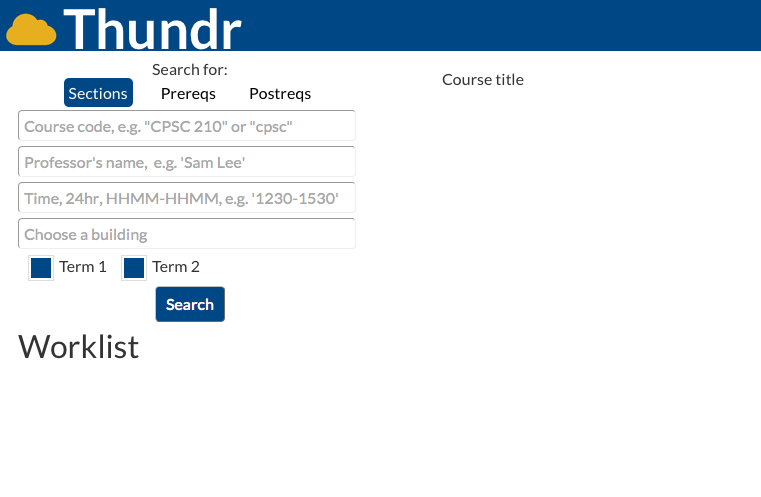 Thundr
Search for:
Sections Prereqs Postreqs
Course code, e.g. "CPSC 210" or "cpsc"
Professor's name,  e.g. 'Sam Lee'
Time, 24hr, HHMM-HHMM, e.g. '1230-1530'
Choose a building
Term 1 Term 2
Search
Worklist
Course title